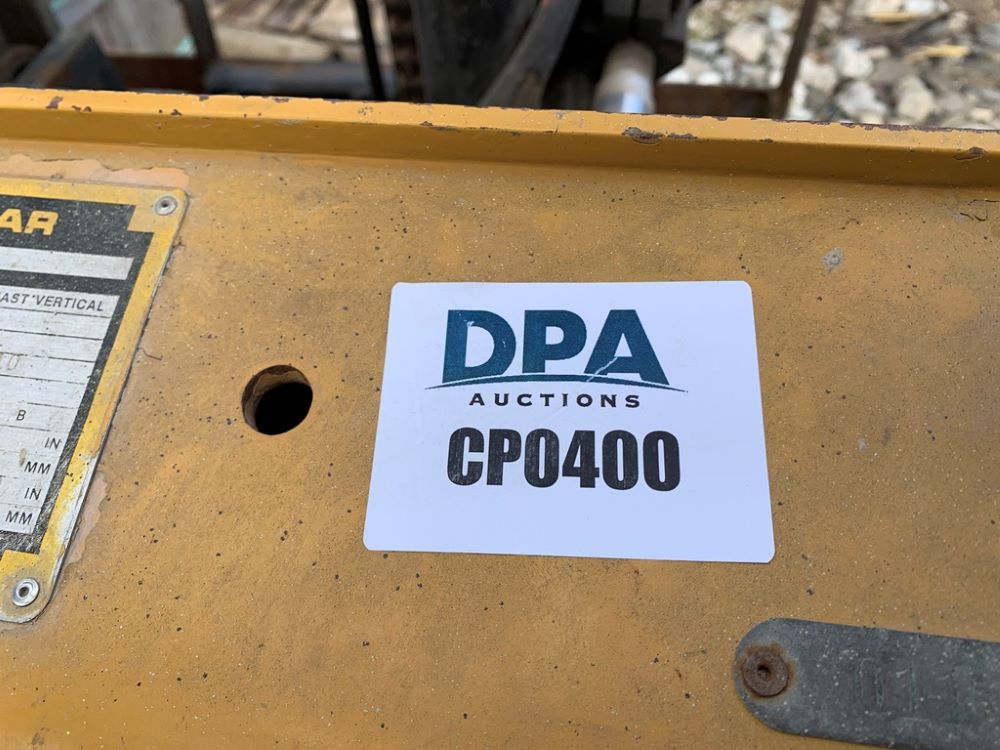 AR
AST VERTICAL
B
IN
MM
IN
MM
DPA
AUCTIONS
CP0400